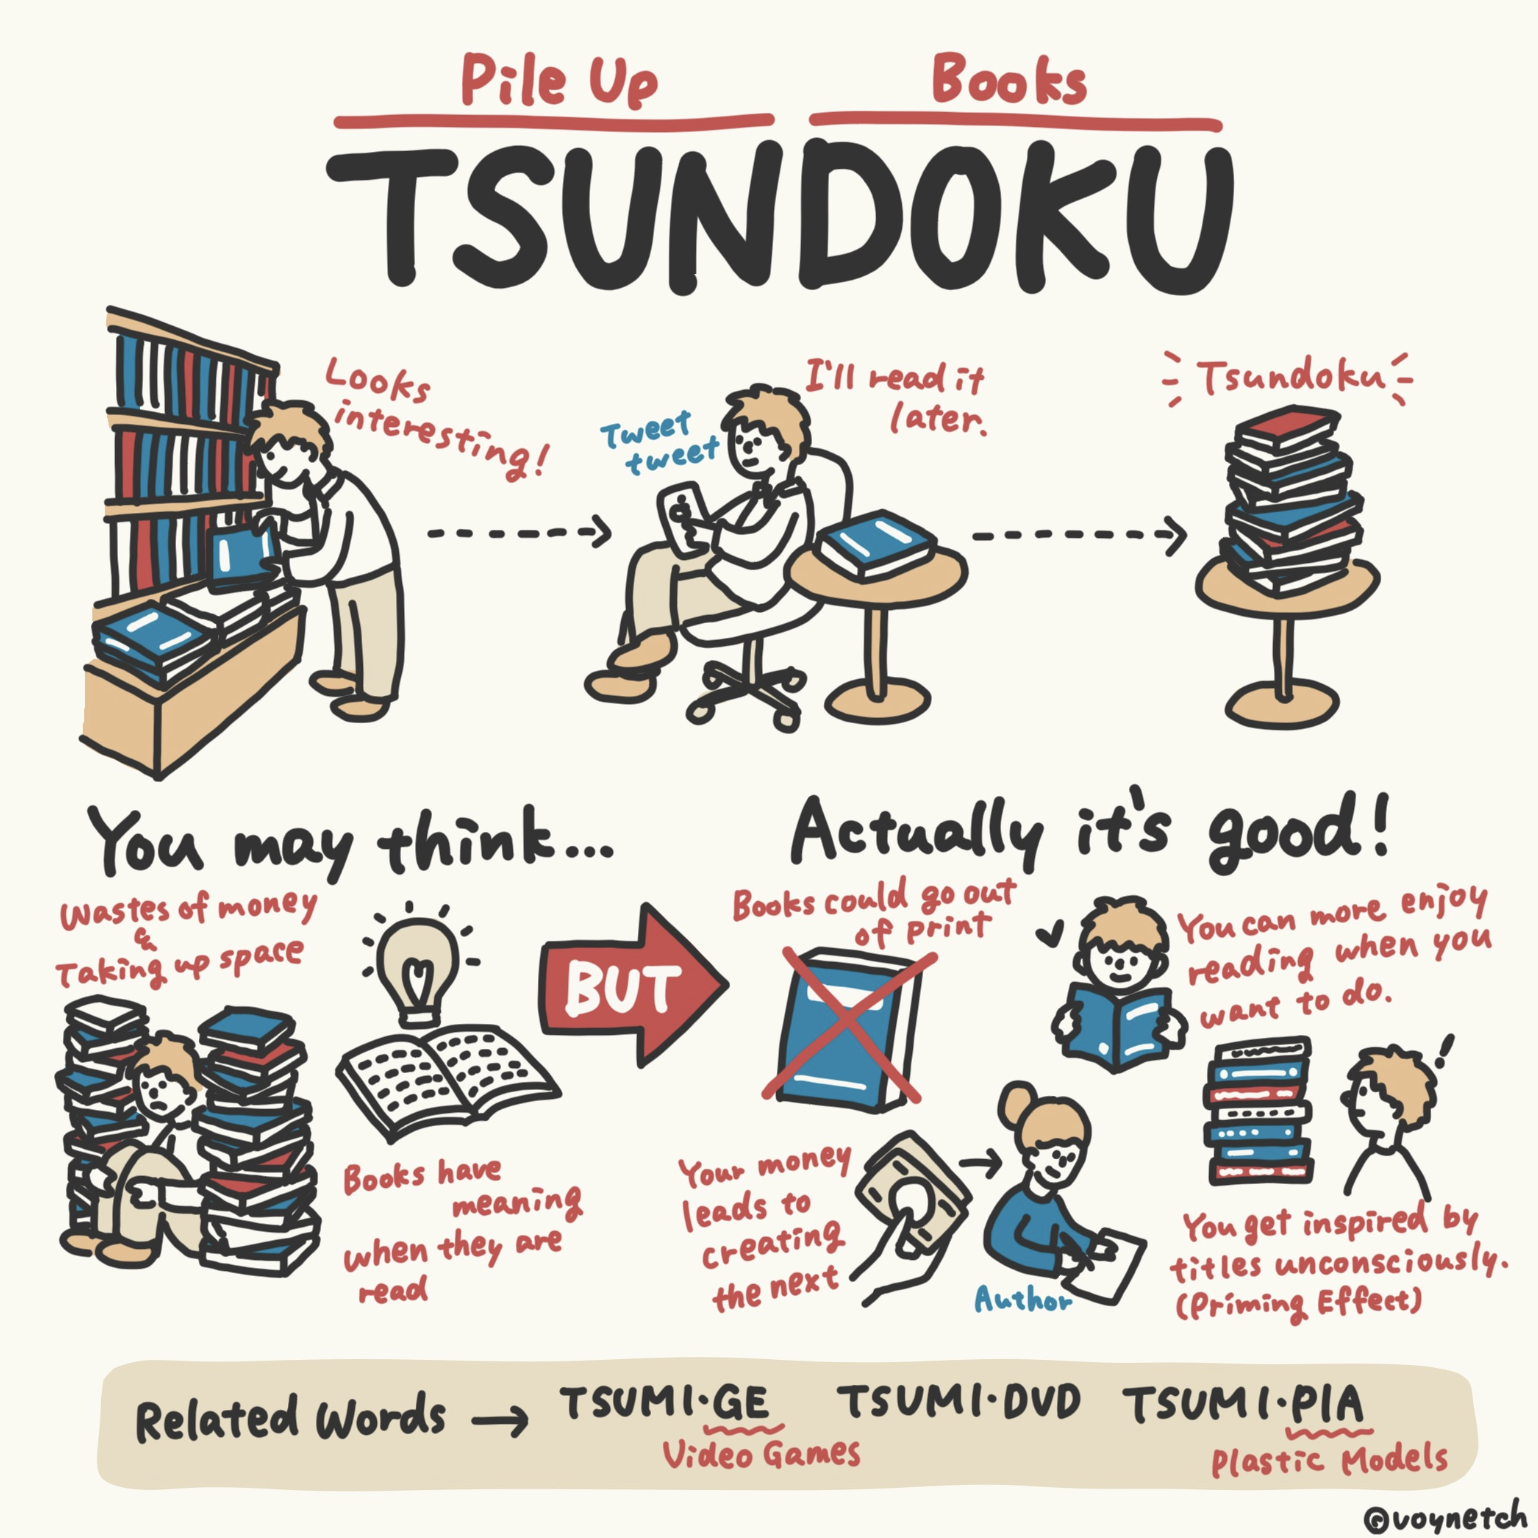 Pile Up Books
TSUNDOKU
Looks
interesting!
Tweet
tweet
I'll read it
later.
Tsundoku
You may think...
Wastes of money
&
Taking up space
Books have
meaning
when they are
read
BUT
Actually it's good!
Books could go out
of print
You can more enjoy
reading when you
want to do.
Your money
leads to
creating
the next
Author
!
You get inspired by
titles unconsciously.
(Priming Effect)
Related Words → TSUMI·GE TSUMI·DVD TSUMI·PIA
Video Games Plastic Models
@voynetch